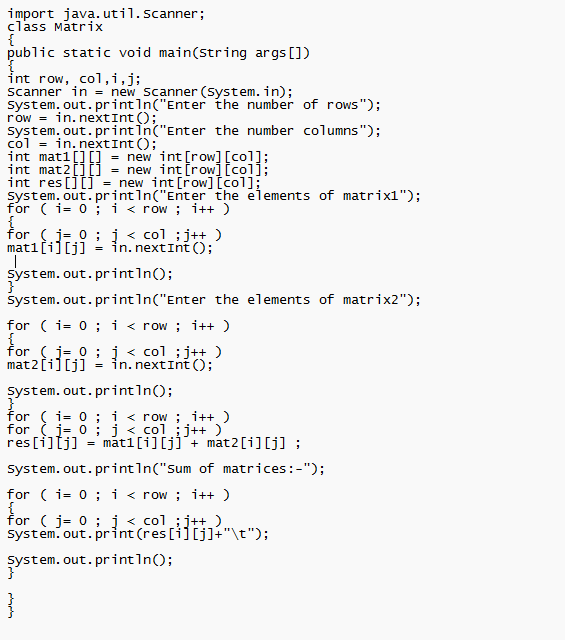 import java.util.Scanner;
class Matrix
{
public static void main(String args[])
{
int row, col,i,j;
Scanner in = new Scanner(System.in);
System.out.println("Enter the number of rows");
row = in.nextInt();
System.out.println("Enter the number columns");
col = in.nextInt();
int mat1[][] = new int[row][col];
int mat2[][] = new int[row][col];
int res[][] = new int[row][col];
System.out.println("Enter the elements of matrix1");
for ( i= 0 ; i < row ; i++ )
{
for ( j= 0 ; j < col ;j++ )
mat1[i][j] = in.nextInt();
System.out.println();
}
System.out.println("Enter the elements of matrix2");
for ( i= 0 ; i < row ; i++ )
{
for ( j= 0 ; j < col ;j++ )
mat2[i][j] = in.nextInt();
System.out.println();
}
for ( i= 0 ; i < row ; i++ )
for ( j= 0 ; j < col ;j++ )
res[i][j] = mat1[i][j] + mat2[i][j] ;
System.out.println("Sum of matrices:-");
for ( i= 0 ; i < row ; i++ )
{
for ( j= 0 ; j < col ;j++ )
System.out.print(res[i][j]+"\t");
System.out.println();
}
}
}